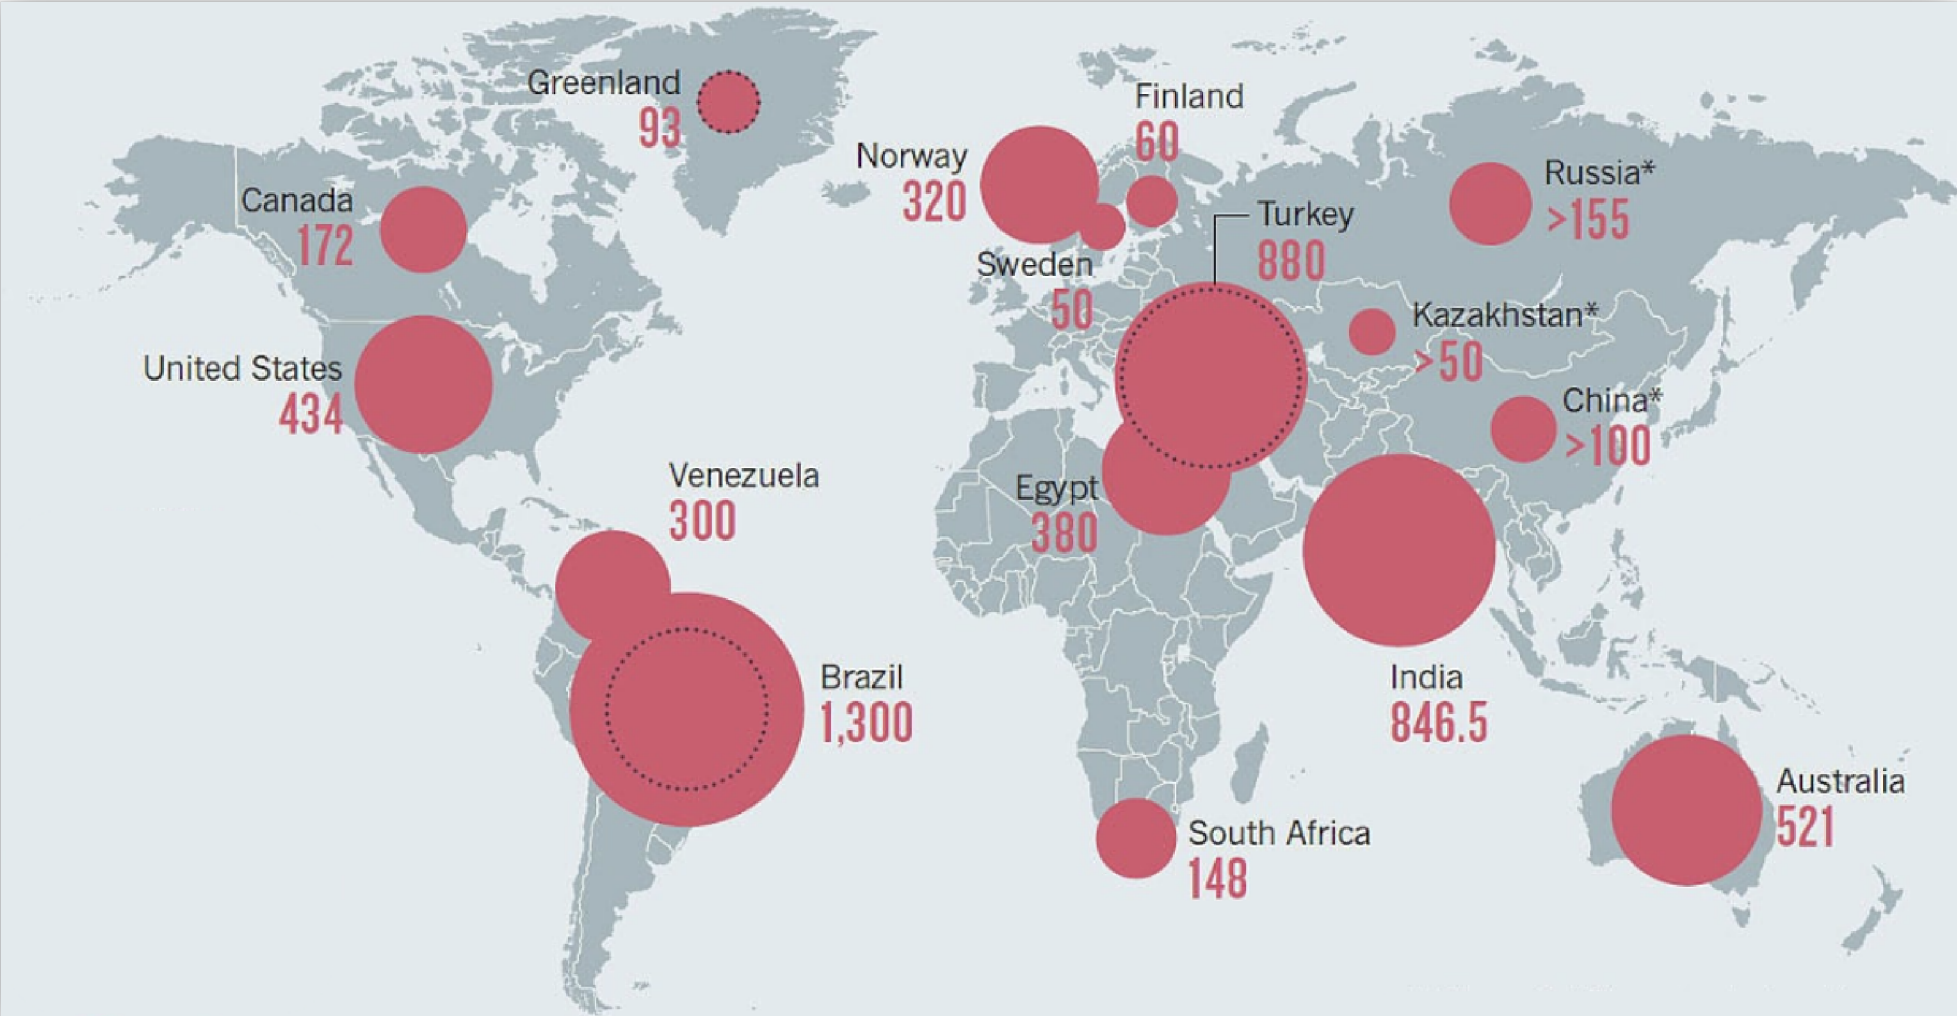 Greenland
93
Finland
60
Norway
320
Russia*
>155
Canada
172
Turkey
880
Sweden
50
Kazakhstan*
>50
United States
434
China*
>100
Venezuela
300
Egypt
380
Brazil
1,300
India
846.5
Australia
521
South Africa
148